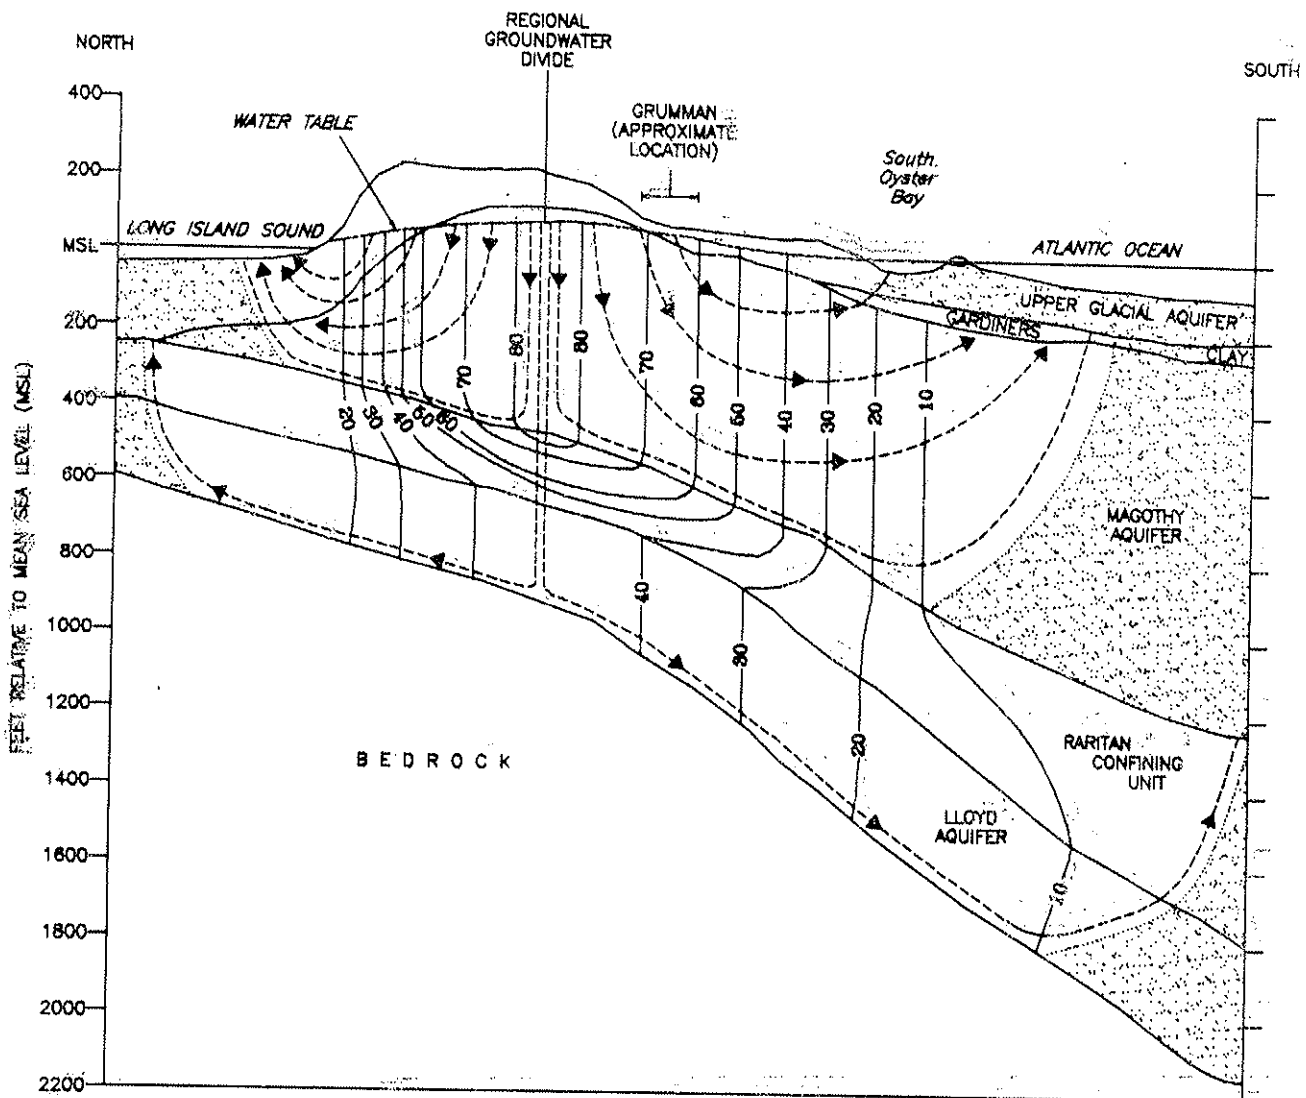 NORTH
REGIONAL
GROUNDWATER
DIVIDE
SOUTH
WATER TABLE
GRUMMAN
(APPROXIMATE
LOCATION)
South
Oyster
Bay
LONG ISLAND SOUND
ATLANTIC OCEAN
UPPER GLACIAL AQUIFER
GARDINERS
CLAY
FEET RELATIVE TO MEAN SEA LEVEL (MSL)
400
200
MSL
200
400
600
800
1000
1200
1400
1600
1800
2000
2200
20
30
40
50
60
70
80
80
70
60
50
40
30
20
10
40
30
20
10
MAGOTHY
AQUIFER
RARITAN
CONFINING
UNIT
LLOYD
AQUIFER
BEDROCK